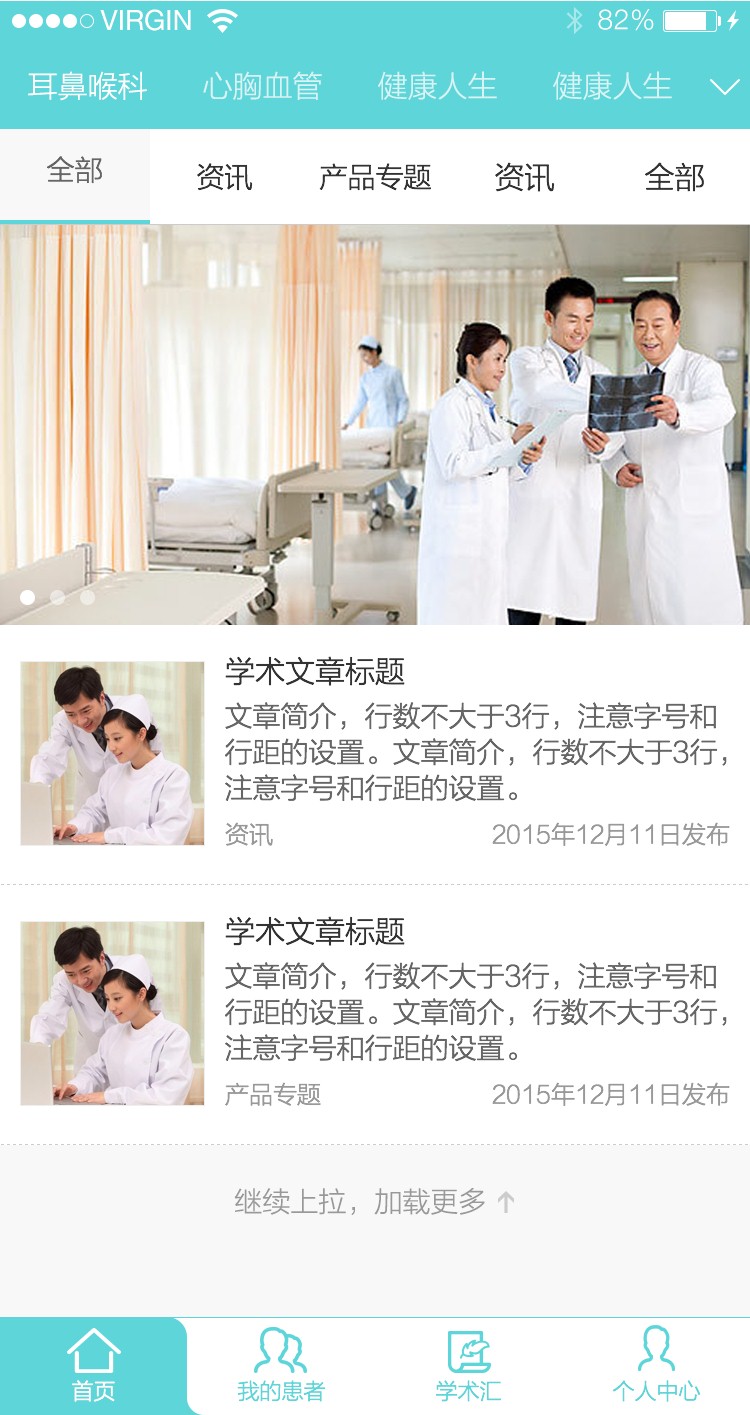 VIRGIN 82%
耳鼻喉科 心胸血管 健康人生 健康人生
全部 资讯 产品专题 资讯 全部
学术文章标题
文章简介，行数不大于3行，注意字号和
行距的设置。文章简介，行数不大于3行，
注意字号和行距的设置。
资讯 2015年12月11日发布
学术文章标题
文章简介，行数不大于3行，注意字号和
行距的设置。文章简介，行数不大于3行，
注意字号和行距的设置。
产品专题 2015年12月11日发布
继续上拉，加载更多
首页 我的患者 学术汇 个人中心